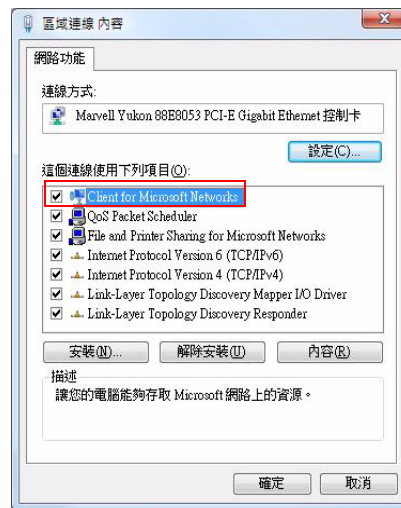 區域連線 內容
網路功能
連線方式:
Marvell Yukon 88E8053 PCI-E Gigabit Ethernet 控制卡
設定(C)...
這個連線使用下列項目(O):
Client for Microsoft Networks
QoS Packet Scheduler
File and Printer Sharing for Microsoft Networks
Internet Protocol Version 6 (TCP/IPv6)
Internet Protocol Version 4 (TCP/IPv4)
Link-Layer Topology Discovery Mapper I/O Driver
Link-Layer Topology Discovery Responder
安裝(N)... 解除安裝(U) 內容(R)
描述
讓您的電腦能夠存取 Microsoft 網路上的資源。
確定 取消